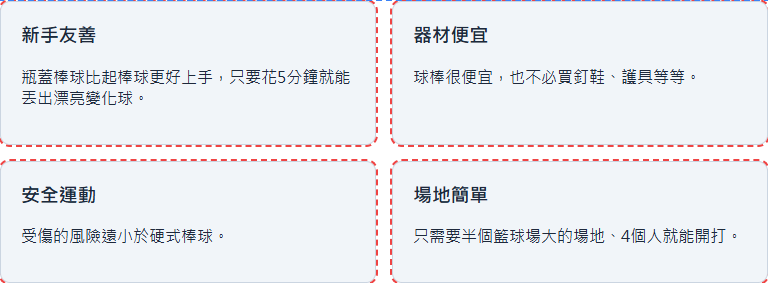 新手友善
瓶蓋棒球比起棒球更好上手，只要花5分鐘就能
丟出漂亮變化球。
器材便宜
球棒很便宜，也不必買釘鞋、護具等等。
安全運動
受傷的風險遠小於硬式棒球。
場地簡單
只需要半個籃球場大的場地、4個人就能開打。